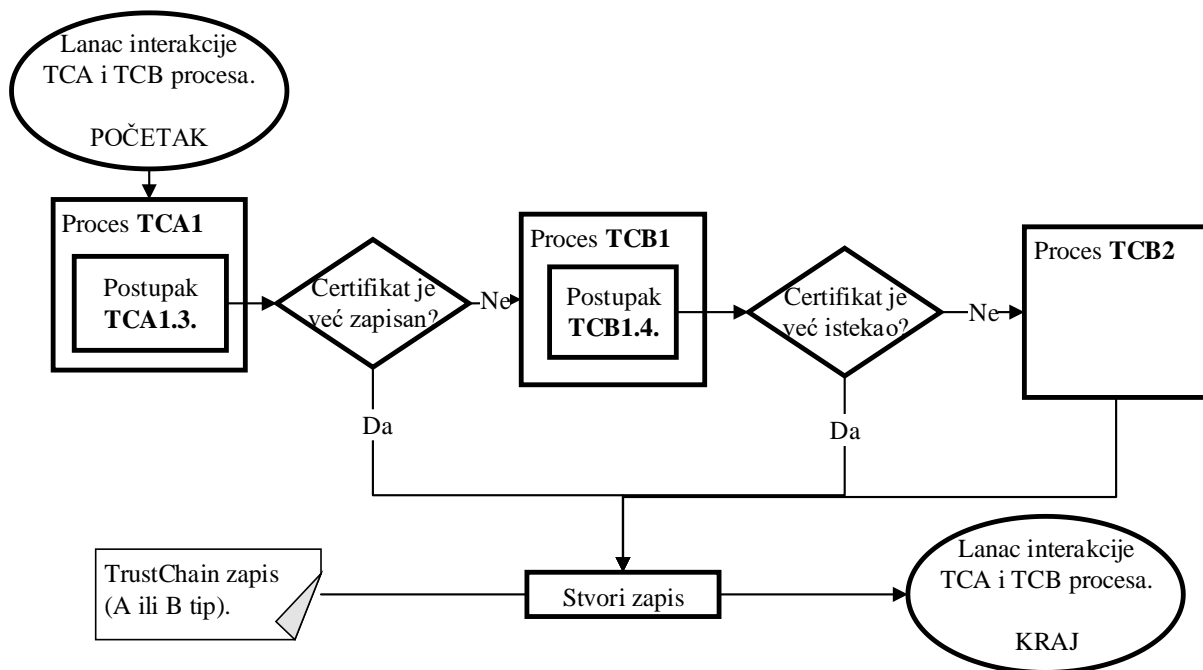 Lanac interakcije
TCA i TCB procesa.
POČETAK
Proces TCA1
Postupak
TCA1.3.
Certifikat je
već zapisan?
Ne
Proces TCB1
Postupak
TCB1.4.
Certifikat je
već istekao?
Ne
Proces TCB2
Da
Da
TrustChain zapis
(A ili B tip).
Stvori zapis
Lanac interakcije
TCA i TCB procesa.
KRAJ